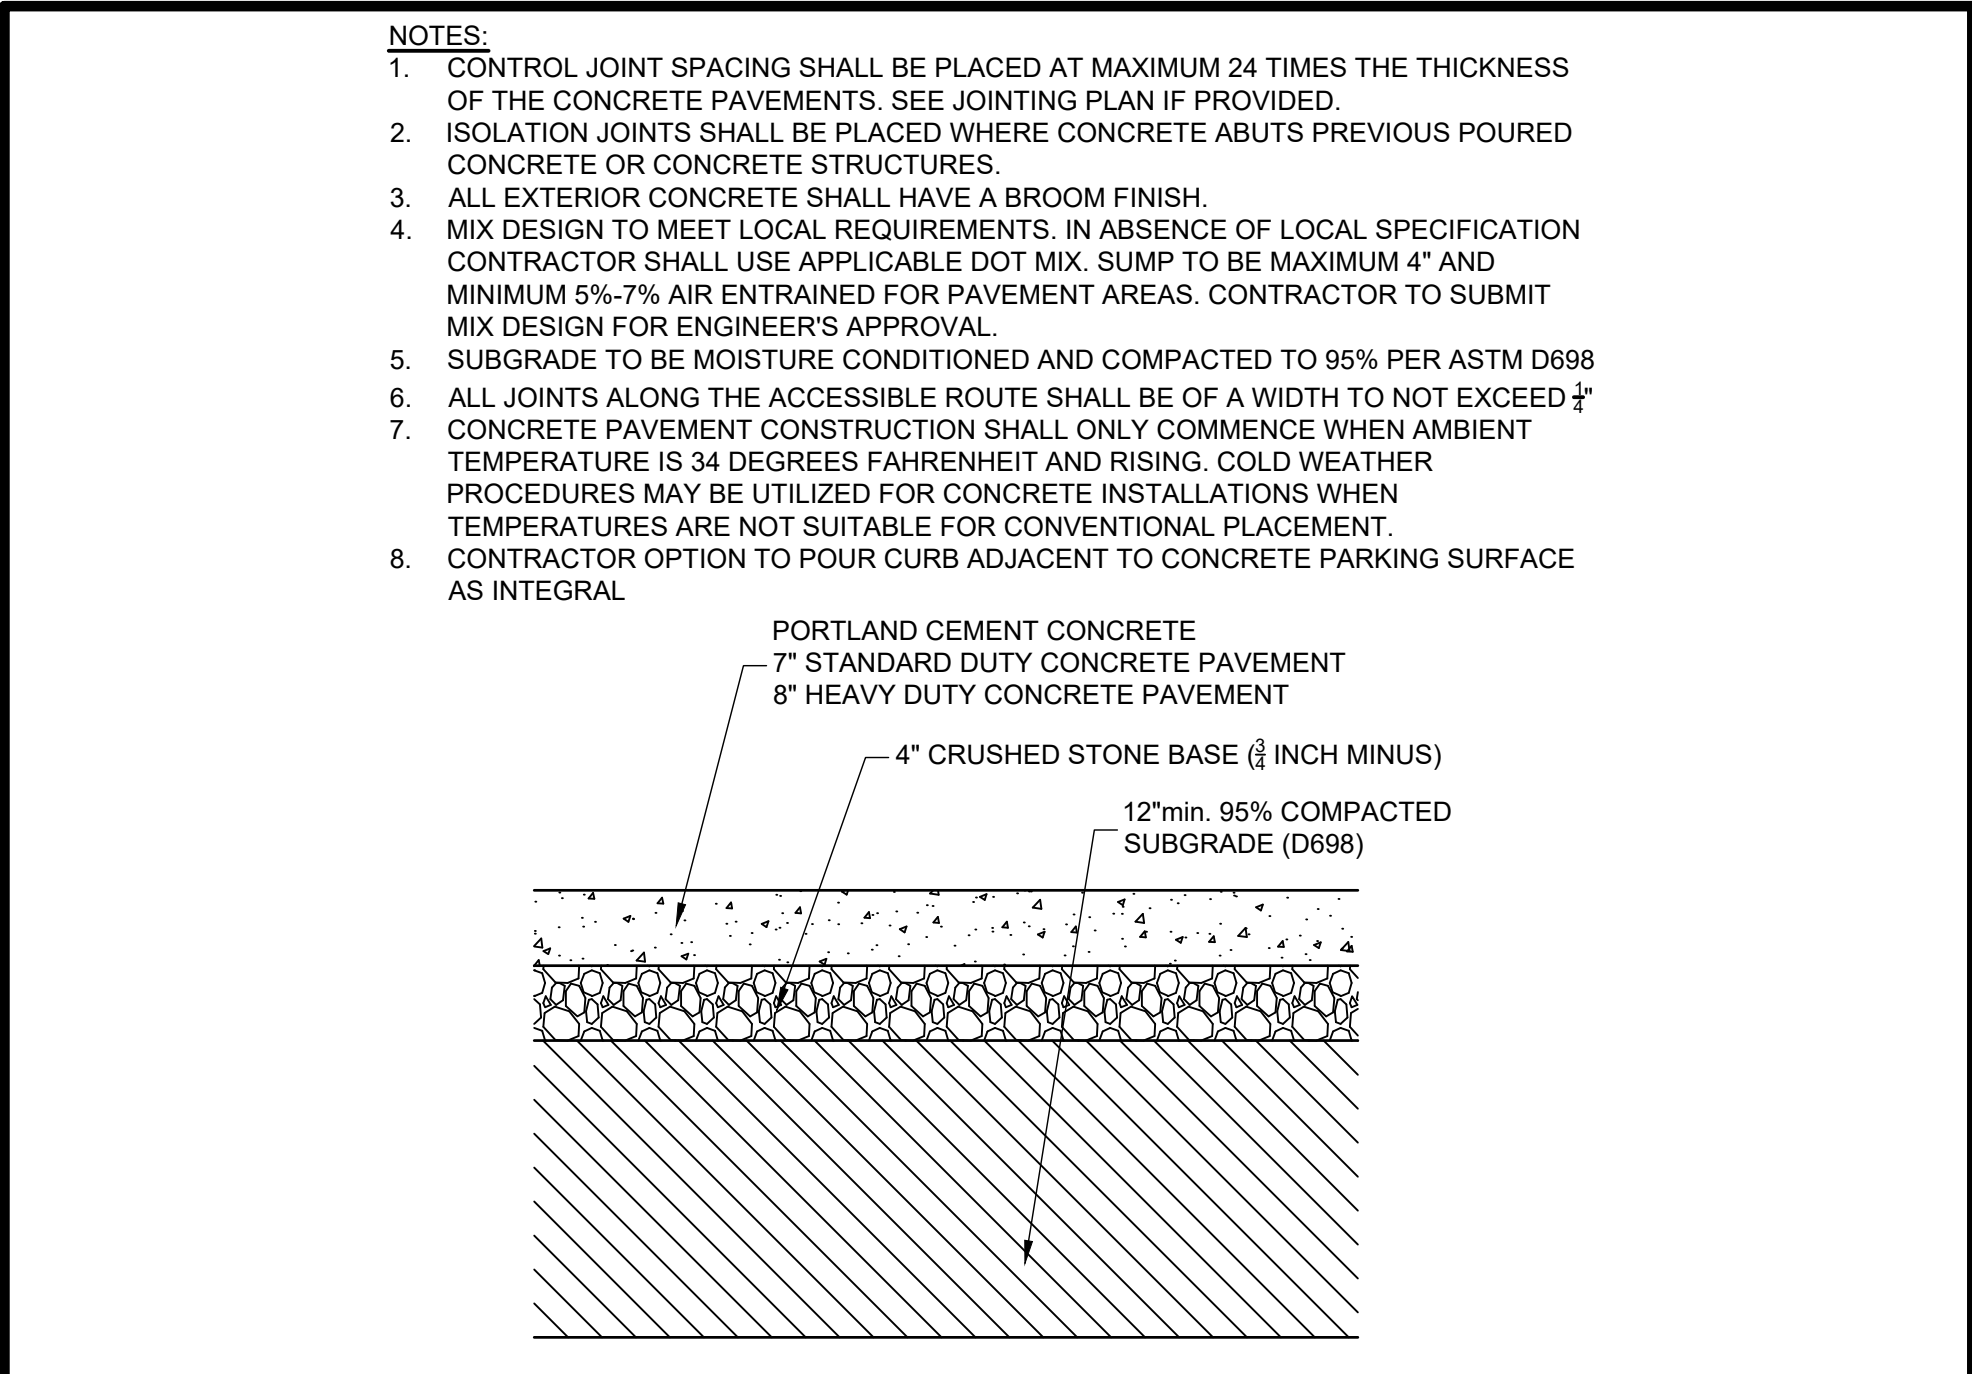 NOTES:
1. CONTROL JOINT SPACING SHALL BE PLACED AT MAXIMUM 24 TIMES THE THICKNESS
OF THE CONCRETE PAVEMENTS. SEE JOINTING PLAN IF PROVIDED.
2. ISOLATION JOINTS SHALL BE PLACED WHERE CONCRETE ABUTS PREVIOUS POURED
CONCRETE OR CONCRETE STRUCTURES.
3. ALL EXTERIOR CONCRETE SHALL HAVE A BROOM FINISH.
4. MIX DESIGN TO MEET LOCAL REQUIREMENTS. IN ABSENCE OF LOCAL SPECIFICATION
CONTRACTOR SHALL USE APPLICABLE DOT MIX. SUMP TO BE MAXIMUM 4" AND
MINIMUM 5%-7% AIR ENTRAINED FOR PAVEMENT AREAS. CONTRACTOR TO SUBMIT
MIX DESIGN FOR ENGINEER'S APPROVAL.
5. SUBGRADE TO BE MOISTURE CONDITIONED AND COMPACTED TO 95% PER ASTM D698
6. ALL JOINTS ALONG THE ACCESSIBLE ROUTE SHALL BE OF A WIDTH TO NOT EXCEED 1/4"
7. CONCRETE PAVEMENT CONSTRUCTION SHALL ONLY COMMENCE WHEN AMBIENT
TEMPERATURE IS 34 DEGREES FAHRENHEIT AND RISING. COLD WEATHER
PROCEDURES MAY BE UTILIZED FOR CONCRETE INSTALLATIONS WHEN
TEMPERATURES ARE NOT SUITABLE FOR CONVENTIONAL PLACEMENT.
8. CONTRACTOR OPTION TO POUR CURB ADJACENT TO CONCRETE PARKING SURFACE
AS INTEGRAL
PORTLAND CEMENT CONCRETE
7" STANDARD DUTY CONCRETE PAVEMENT
8" HEAVY DUTY CONCRETE PAVEMENT
4" CRUSHED STONE BASE (3/4 INCH MINUS)
12"min. 95% COMPACTED
SUBGRADE (D698)